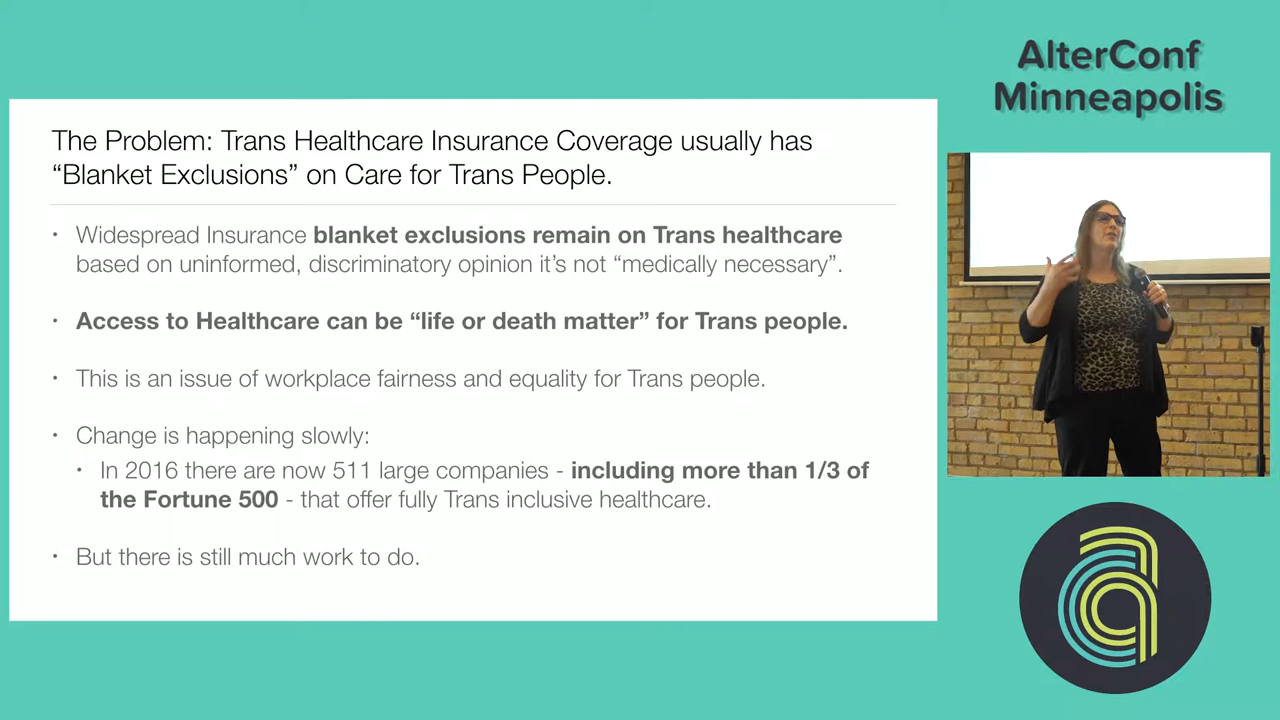 AlterConf
Minneapolis
The Problem: Trans Healthcare Insurance Coverage usually has
“Blanket Exclusions” on Care for Trans People.
• Widespread Insurance blanket exclusions remain on Trans healthcare
based on uninformed, discriminatory opinion it’s not “medically necessary”.
• Access to Healthcare can be “life or death matter” for Trans people.
• This is an issue of workplace fairness and equality for Trans people.
• Change is happening slowly:
• In 2016 there are now 511 large companies - including more than 1/3 of
the Fortune 500 - that offer fully Trans inclusive healthcare.
• But there is still much work to do.